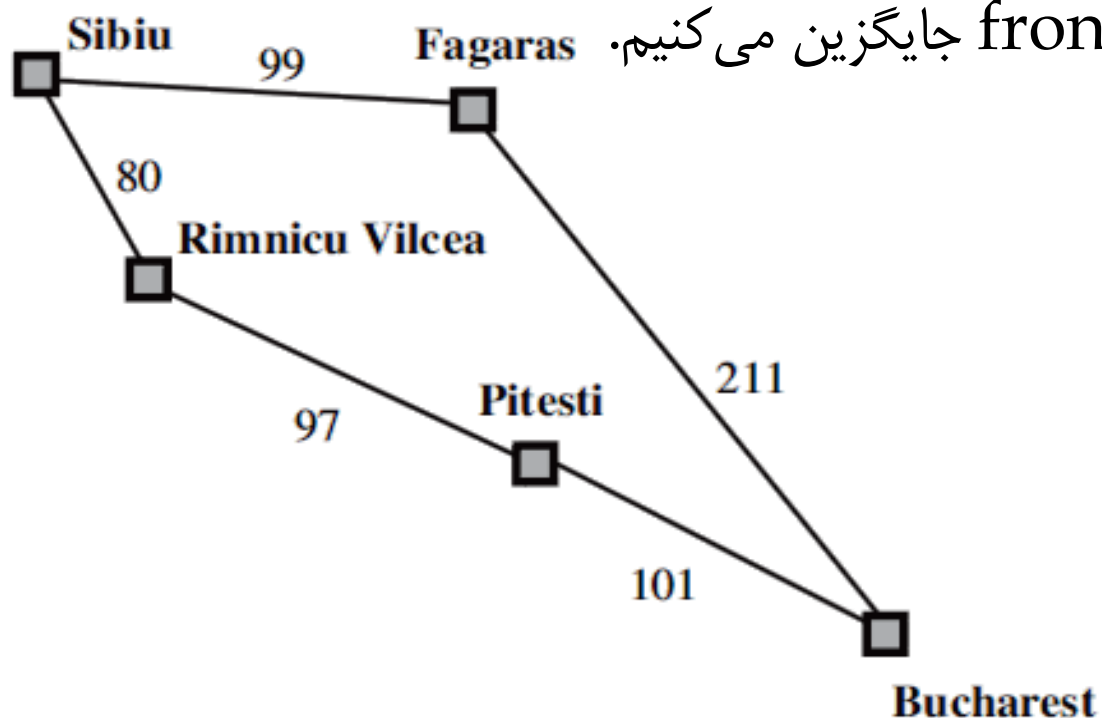 fron جایگزین می‌کنیم.
Sibiu
99
Fagaras
80
Rimnicu Vilcea
211
Pitesti
97
101
Bucharest